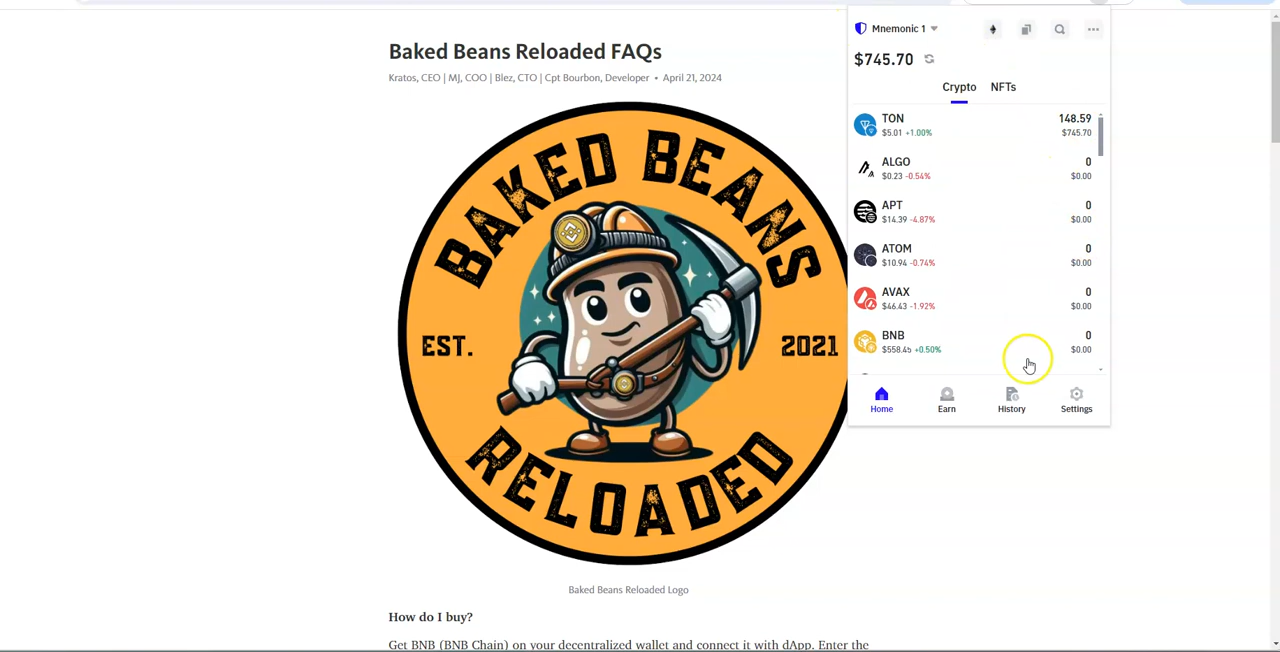 Baked Beans Reloaded FAQs
Kratos, CEO | MJ, COO | Blez, CTO | Cpt Bourbon, Developer • April 21, 2024
BAKED BEANS
EST. 2021
RELOADED
Baked Beans Reloaded Logo
How do I buy?
Get BNB (BNB Chain) on your decentralized wallet and connect it with dApp. Enter the
Mnemonic 1
$745.70
Crypto NFTs
TON 148.59
$5.01 +1.00% $745.70
ALGO 0
$0.23 -0.54% $0.00
APT 0
$14.39 -4.87% $0.00
ATOM 0
$10.94 -0.74% $0.00
AVAX 0
$46.43 -1.92% $0.00
BNB 0
$558.45 +0.50% $0.00
Home Earn History Settings